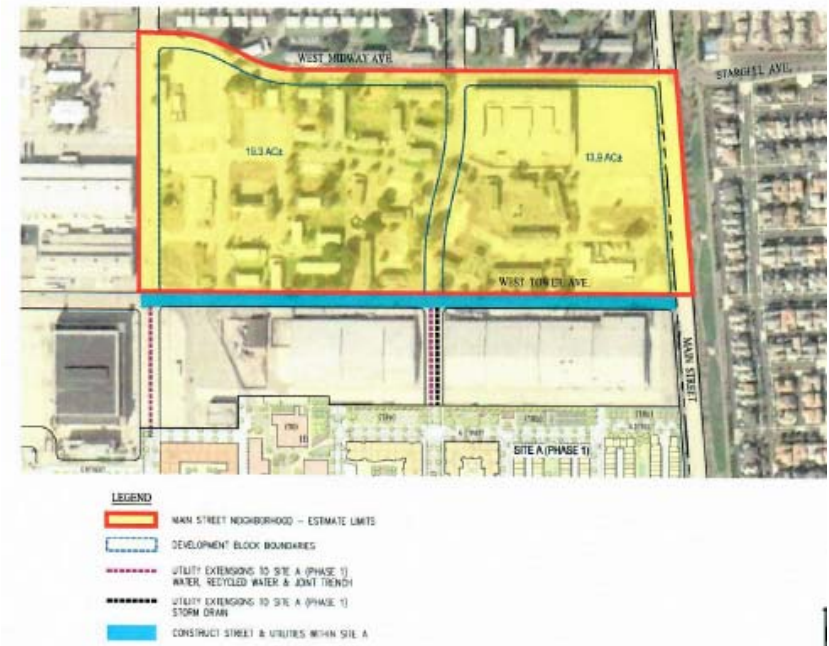 WEST MIDWAY AVE.
STARGELL AVE.
19.3 AC±
13.9 AC±
WEST TOWER AVE.
MAIN STREET
SITE A (PHASE 1)
LEGEND
MAIN STREET NEIGHBORHOOD - ESTIMATE LIMITS
DEVELOPMENT BLOCK BOUNDARIES
UTILITY EXTENSIONS TO SITE A (PHASE 1)
WATER, RECYCLED WATER & JOINT TRENCH
UTILITY EXTENSIONS TO SITE A (PHASE 1)
STORM DRAIN
CONSTRUCT STREET & UTILITIES WITHIN SITE A